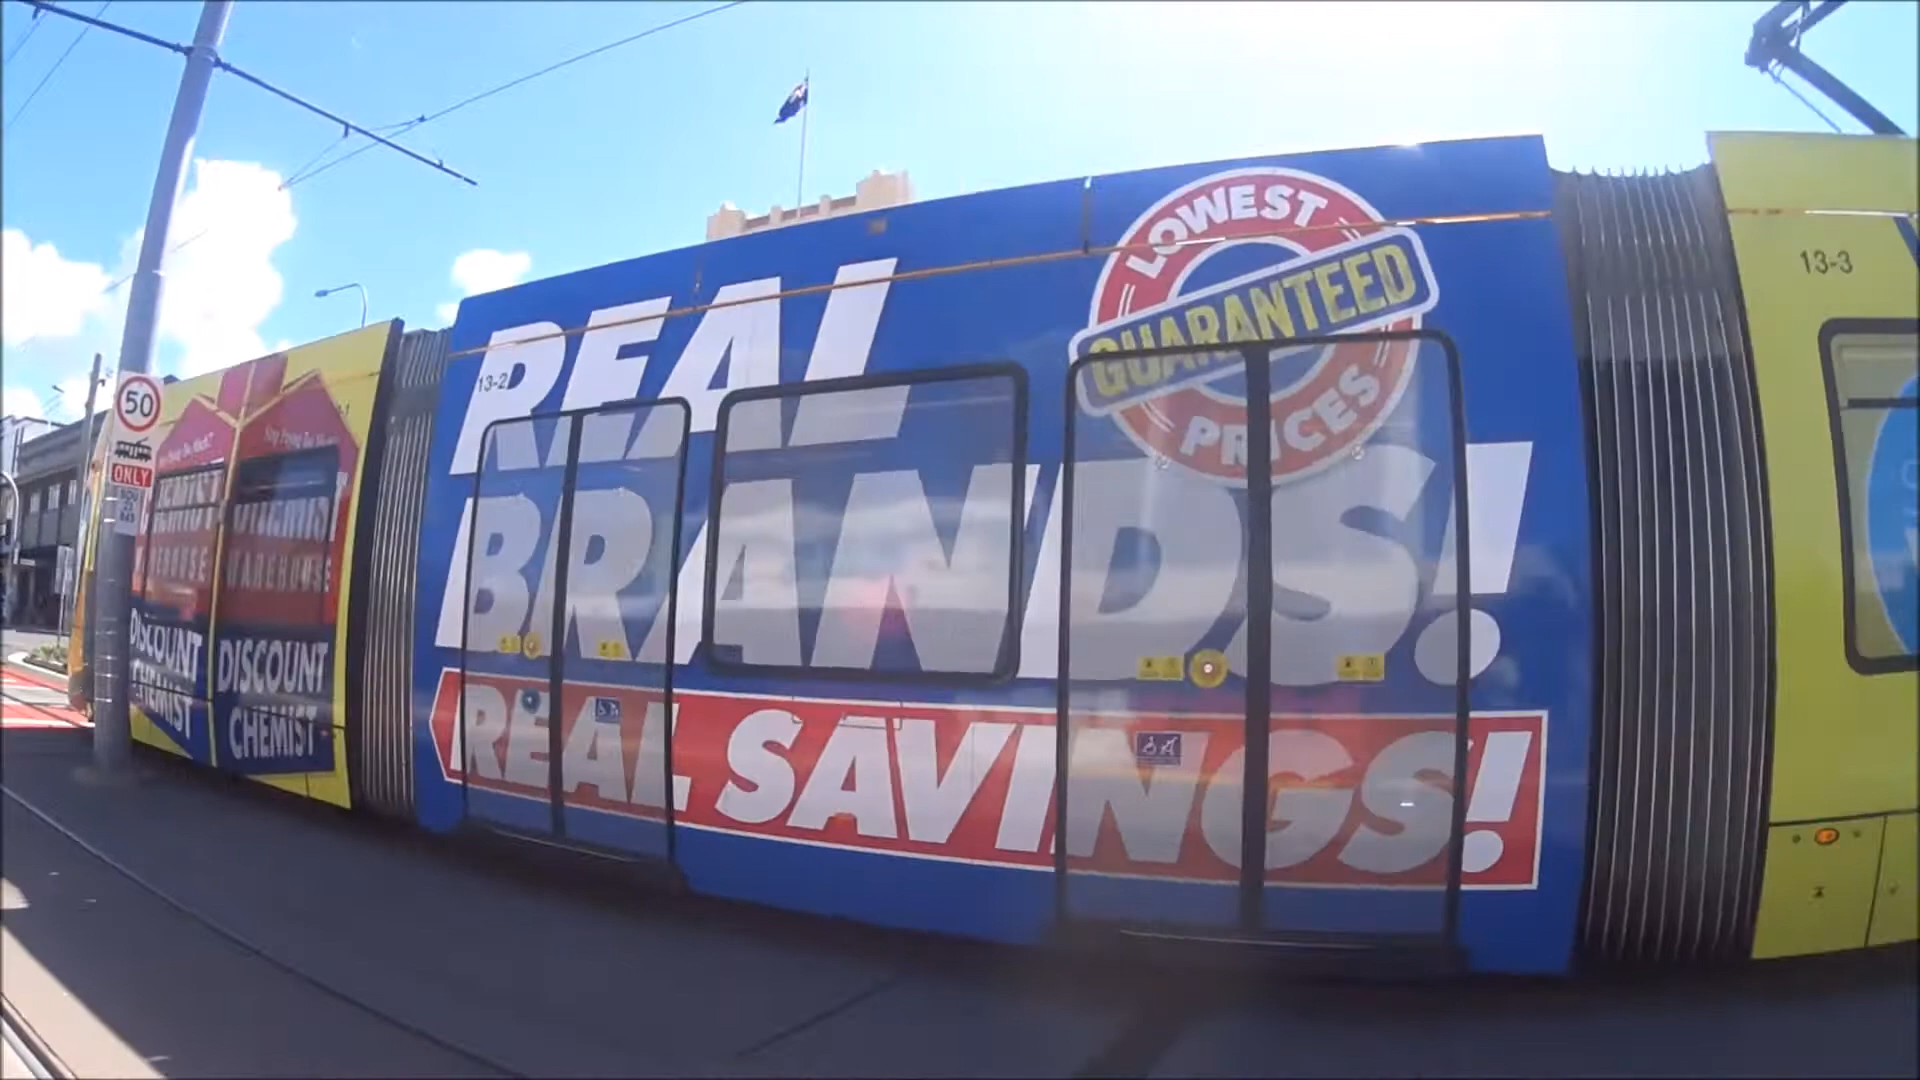 50
ONLY
CHEMIST
WAREHOUSE
DISCOUNT
CHEMIST
CHEMIST
WAREHOUSE
DISCOUNT
CHEMIST
13-2
REAL
BRANDS!
REAL SAVINGS!
LOWEST
GUARANTEED
PRICES
13-3